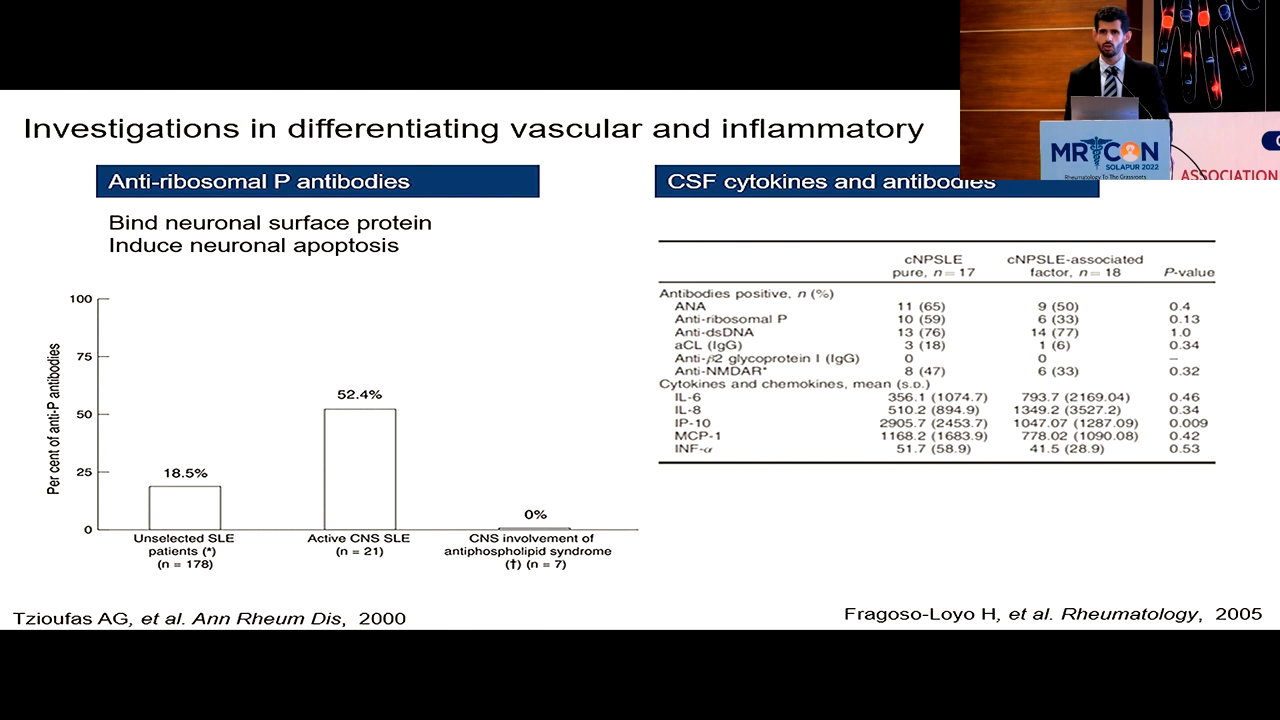 MRCON
SOLAPUR 2022
Rheumatology To The Grassroots
ASSOCIATION
Investigations in differentiating vascular and inflammatory
Anti-ribosomal P antibodies
Bind neuronal surface protein
Induce neuronal apoptosis
Per cent of anti-P antibodies
100
75
50
25
0
18.5%
52.4%
0%
Unselected SLE
patients (*)
(n = 178)
Active CNS SLE
(n = 21)
CNS involvement of
antiphospholipid syndrome
(†) (n = 7)
Tzioufas AG, et al. Ann Rheum Dis, 2000
CSF cytokines and antibodies
cNPSLE cNPSLE-associated
pure, n = 17 factor, n = 18 P-value
Antibodies positive, n (%)
ANA 11 (65) 9 (50) 0.4
Anti-ribosomal P 10 (59) 6 (33) 0.13
Anti-dsDNA 13 (76) 14 (77) 1.0
aCL (IgG) 3 (18) 1 (6) 0.34
Anti-β2 glycoprotein I (IgG) 0 0 –
Anti-NMDAR* 8 (47) 6 (33) 0.32
Cytokines and chemokines, mean (S.D.)
IL-6 356.1 (1074.7) 793.7 (2169.04) 0.46
IL-8 510.2 (894.9) 1349.2 (3527.2) 0.34
IP-10 2905.7 (2453.7) 1047.07 (1287.09) 0.009
MCP-1 1168.2 (1683.9) 778.02 (1090.08) 0.42
INF-α 51.7 (58.9) 41.5 (28.9) 0.53
Fragoso-Loyo H, et al. Rheumatology, 2005